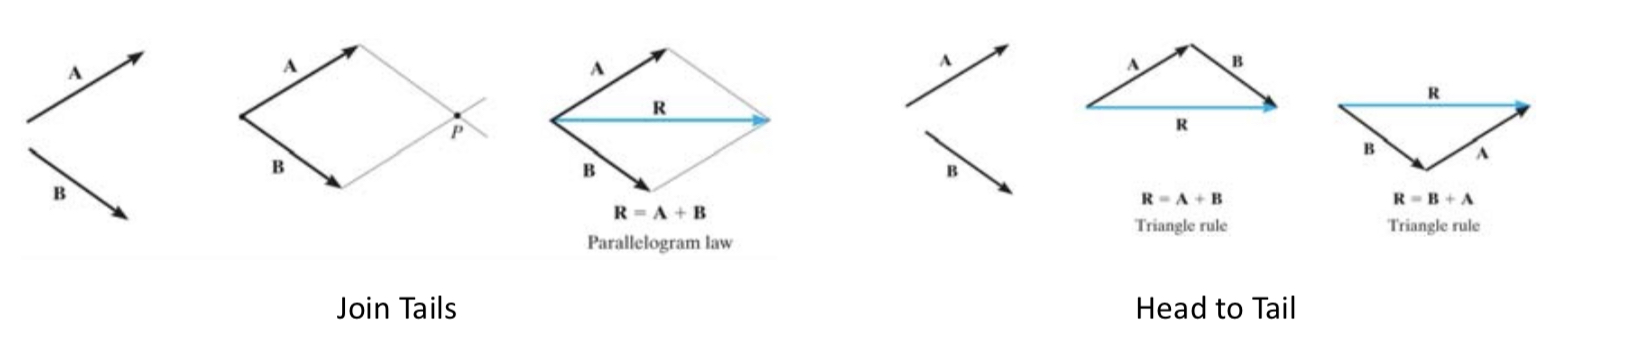 A
B
A
B
P
A
R
B
R = A + B
Parallelogram law
Join Tails
A
B
A
B
R
R = A + B
Triangle rule
R
B
A
R = B + A
Triangle rule
Head to Tail